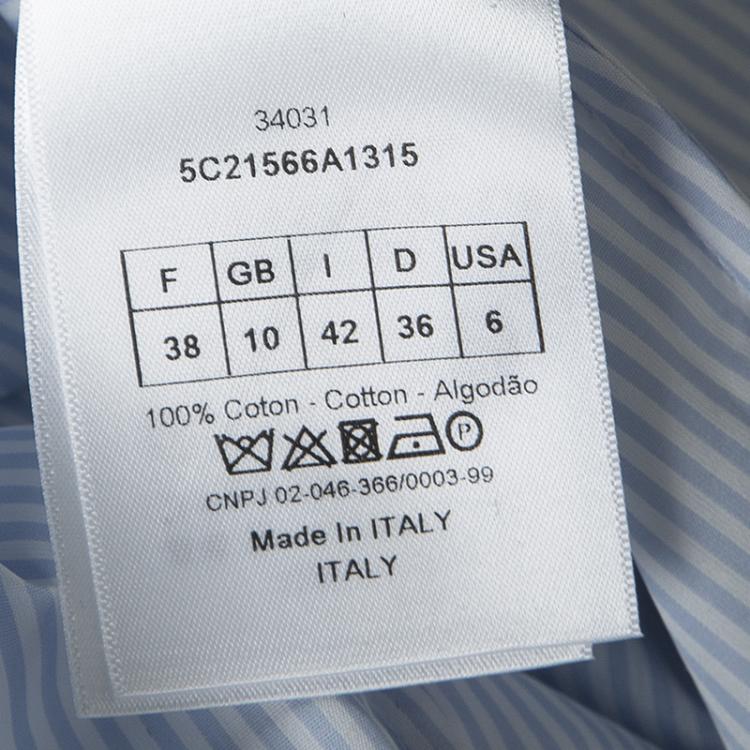 34031
5C21566A1315
F GB I D USA
38 10 42 36 6
100% Coton - Cotton - Algodão
P
CNPJ 02-046-366/0003-99
Made In ITALY
ITALY